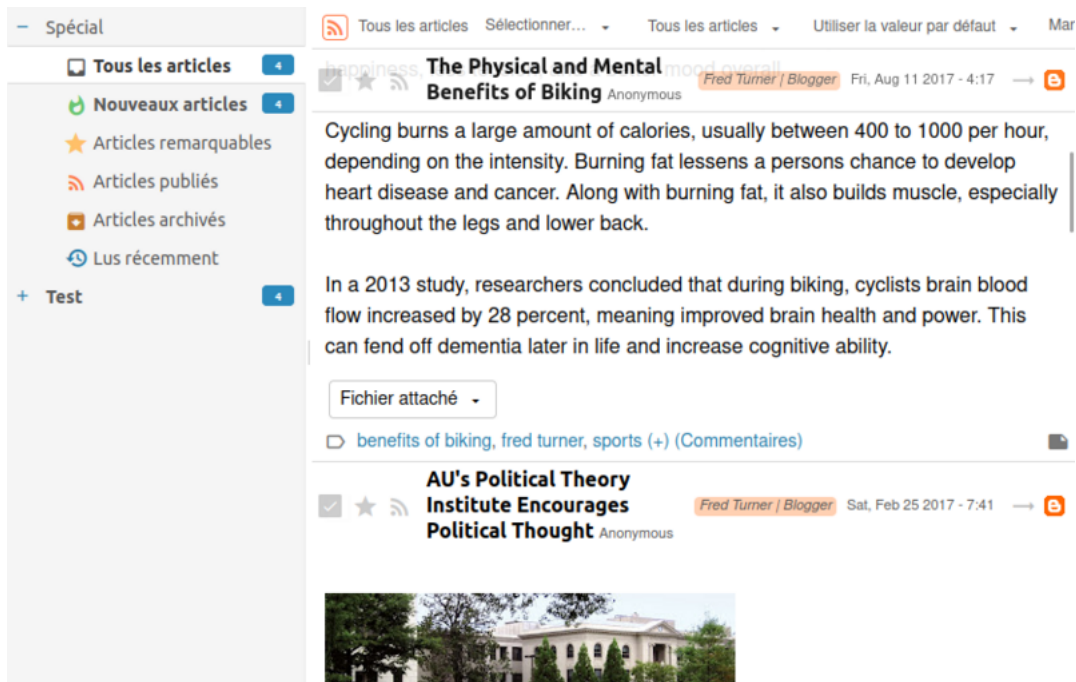 Spécial
Tous les articles 4
Nouveaux articles 4
Articles remarquables
Articles publiés
Articles archivés
Lus récemment
Test 4
Tous les articles Sélectionner... Tous les articles Utiliser la valeur par défaut Mar
happiness, mood overall
The Physical and Mental
Benefits of Biking Anonymous
Fred Turner | Blogger Fri, Aug 11 2017 - 4:17
Cycling burns a large amount of calories, usually between 400 to 1000 per hour,
depending on the intensity. Burning fat lessens a persons chance to develop
heart disease and cancer. Along with burning fat, it also builds muscle, especially
throughout the legs and lower back.
In a 2013 study, researchers concluded that during biking, cyclists brain blood
flow increased by 28 percent, meaning improved brain health and power. This
can fend off dementia later in life and increase cognitive ability.
Fichier attaché
benefits of biking, fred turner, sports (+) (Commentaires)
AU's Political Theory
Institute Encourages
Political Thought Anonymous
Fred Turner | Blogger Sat, Feb 25 2017 - 7:41